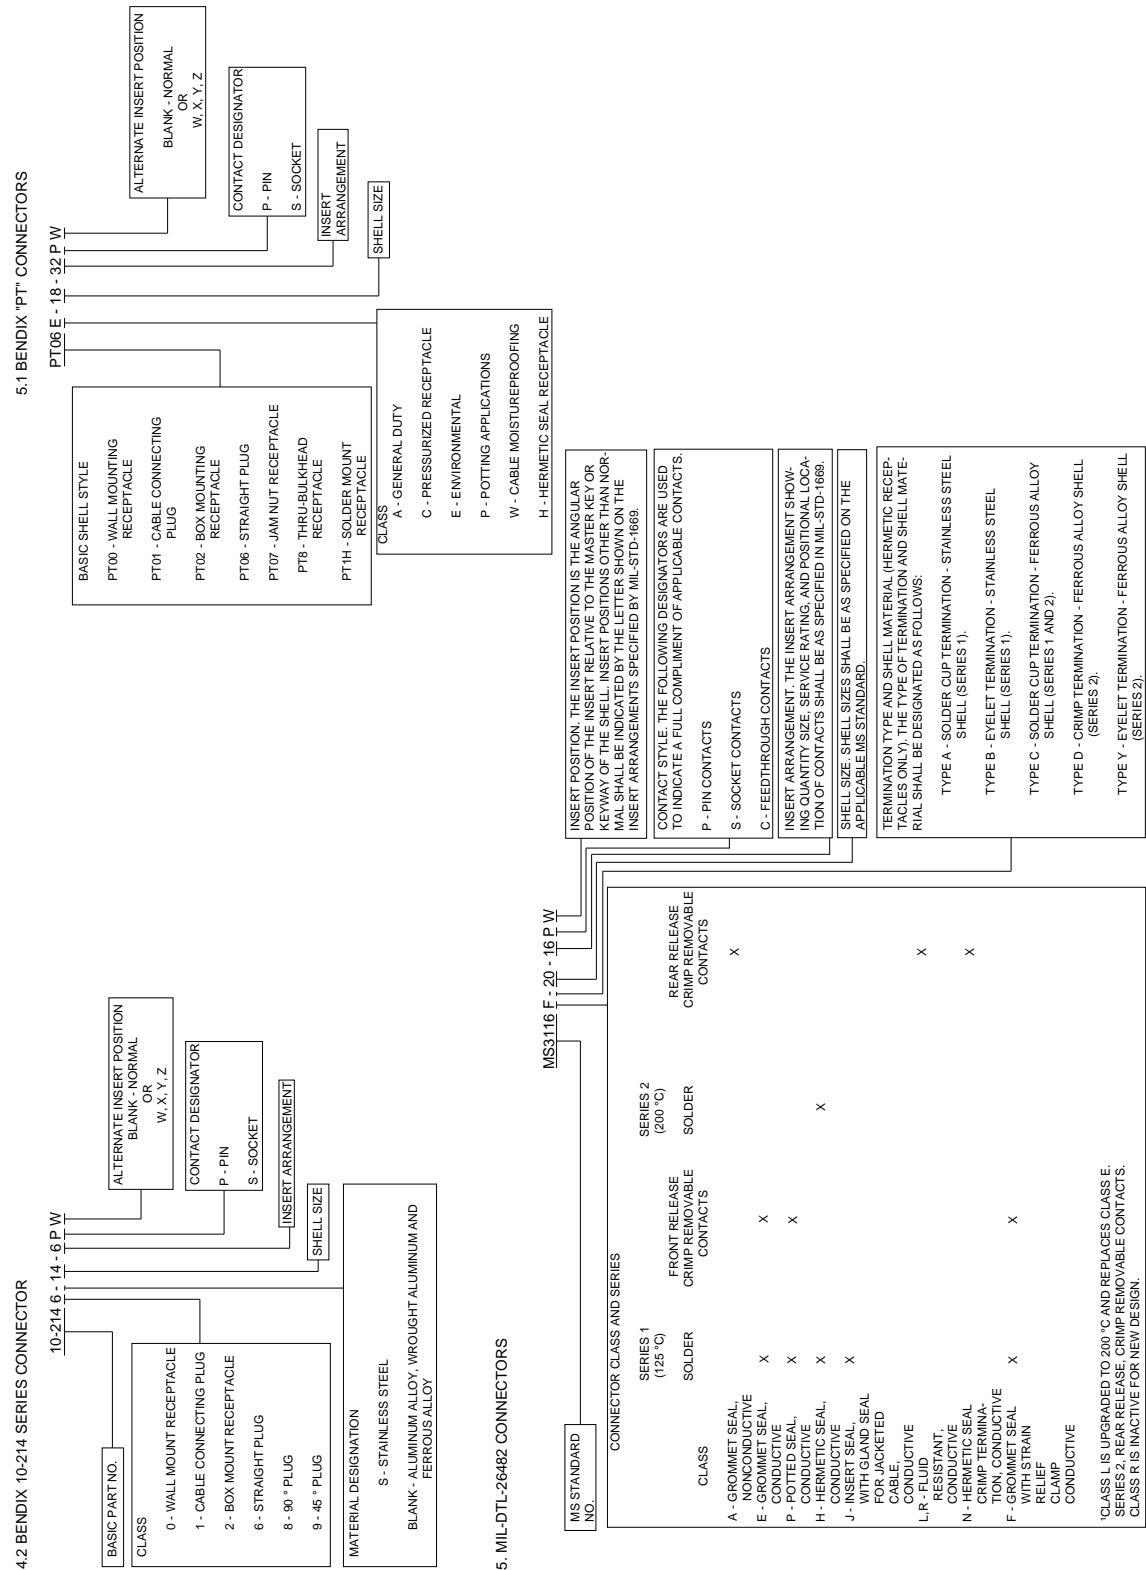 4.2 BENDIX 10-214 SERIES CONNECTOR
10-214 6 - 14 - 6 P W
BASIC PART NO.
CLASS
0 - WALL MOUNT RECEPTACLE
1 - CABLE CONNECTING PLUG
2 - BOX MOUNT RECEPTACLE
6 - STRAIGHT PLUG
8 - 90 ° PLUG
9 - 45 ° PLUG
MATERIAL DESIGNATION
S - STAINLESS STEEL
BLANK - ALUMINUM ALLOY, WROUGHT ALUMINUM AND
FERROUS ALLOY
SHELL SIZE
INSERT ARRANGEMENT
CONTACT DESIGNATOR
P - PIN
S - SOCKET
ALTERNATE INSERT POSITION
BLANK - NORMAL
OR
W, X, Y, Z
5.1 BENDIX "PT" CONNECTORS
PT06 E - 18 - 32 P W
BASIC SHELL STYLE
PT00 - WALL MOUNTING
RECEPTACLE
PT01 - CABLE CONNECTING
PLUG
PT02 - BOX MOUNTING
RECEPTACLE
PT06 - STRAIGHT PLUG
PT07 - JAM NUT RECEPTACLE
PT8 - THRU-BULKHEAD
RECEPTACLE
PT1H - SOLDER MOUNT
RECEPTACLE
CLASS
A - GENERAL DUTY
C - PRESSURIZED RECEPTACLE
E - ENVIRONMENTAL
P - POTTING APPLICATIONS
W - CABLE MOISTUREPROOFING
H - HERMETIC SEAL RECEPTACLE
SHELL SIZE
INSERT
ARRANGEMENT
CONTACT DESIGNATOR
P - PIN
S - SOCKET
ALTERNATE INSERT POSITION
BLANK - NORMAL
OR
W, X, Y, Z
5. MIL-DTL-26482 CONNECTORS
MS3116 F - 20 - 16 P W
MS STANDARD
NO.
CONNECTOR CLASS AND SERIES
SERIES 1 SERIES 2
(125 °C) (200 °C)
CLASS SOLDER FRONT RELEASE CRIMP REMOVABLE CONTACTS SOLDER REAR RELEASE CRIMP REMOVABLE CONTACTS
A - GROMMET SEAL, X
NONCONDUCTIVE
E - GROMMET SEAL, X X
CONDUCTIVE
P - POTTED SEAL, X X
CONDUCTIVE
H - HERMETIC SEAL, X X
CONDUCTIVE
J - INSERT SEAL, X
WITH GLAND SEAL
FOR JACKETED
CABLE,
CONDUCTIVE
L,R - FLUID X
RESISTANT,
CONDUCTIVE
N - HERMETIC SEAL X
CRIMP TERMINA-
TION, CONDUCTIVE
F - GROMMET SEAL X X
WITH STRAIN
RELIEF
CLAMP
CONDUCTIVE
¹CLASS L IS UPGRADED TO 200 °C AND REPLACES CLASS E.
SERIES 2, REAR RELEASE, CRIMP REMOVABLE CONTACTS.
CLASS R IS INACTIVE FOR NEW DESIGN.
INSERT POSITION. THE INSERT POSITION IS THE ANGULAR
POSITION OF THE INSERT RELATIVE TO THE MASTER KEY OR
KEYWAY OF THE SHELL. INSERT POSITIONS OTHER THAN NOR-
MAL SHALL BE INDICATED BY THE LETTER SHOWN ON THE
INSERT ARRANGEMENTS SPECIFIED BY MIL-STD-1669.
CONTACT STYLE. THE FOLLOWING DESIGNATORS ARE USED
TO INDICATE A FULL COMPLIMENT OF APPLICABLE CONTACTS.
P - PIN CONTACTS
S - SOCKET CONTACTS
C - FEEDTHROUGH CONTACTS
INSERT ARRANGEMENT. THE INSERT ARRANGEMENT SHOW-
ING QUANTITY SIZE, SERVICE RATING, AND POSITIONAL LOCA-
TION OF CONTACTS SHALL BE AS SPECIFIED IN MIL-STD-1669.
SHELL SIZE. SHELL SIZES SHALL BE AS SPECIFIED ON THE
APPLICABLE MS STANDARD.
TERMINATION TYPE AND SHELL MATERIAL (HERMETIC RECEP-
TACLES ONLY). THE TYPE OF TERMINATION AND SHELL MATE-
RIAL SHALL BE DESIGNATED AS FOLLOWS:
TYPE A - SOLDER CUP TERMINATION - STAINLESS STEEL
SHELL (SERIES 1).
TYPE B - EYELET TERMINATION - STAINLESS STEEL
SHELL (SERIES 1).
TYPE C - SOLDER CUP TERMINATION - FERROUS ALLOY
SHELL (SERIES 1 AND 2).
TYPE D - CRIMP TERMINATION - FERROUS ALLOY SHELL
(SERIES 2).
TYPE Y - EYELET TERMINATION - FERROUS ALLOY SHELL
(SERIES 2).